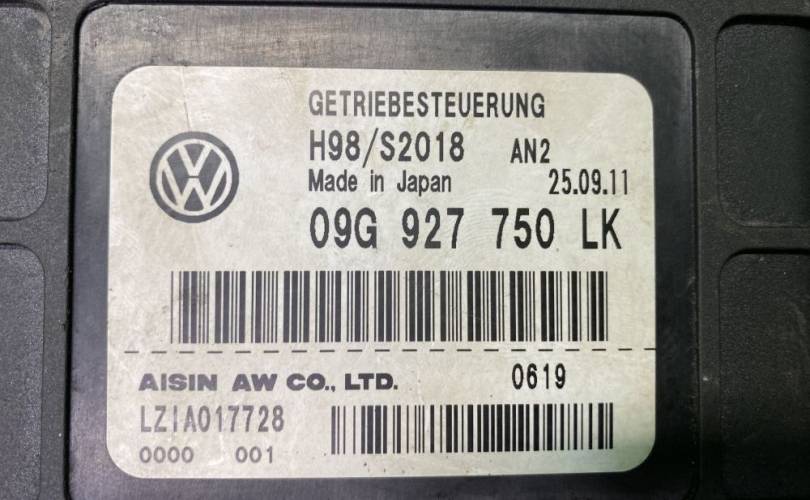 GETRIEBESTEUERUNG
H98/S2018 AN2
Made in Japan 25.09.11
09G 927 750 LK
AISIN AW CO., LTD. 0619
LZIA017728
0000 001